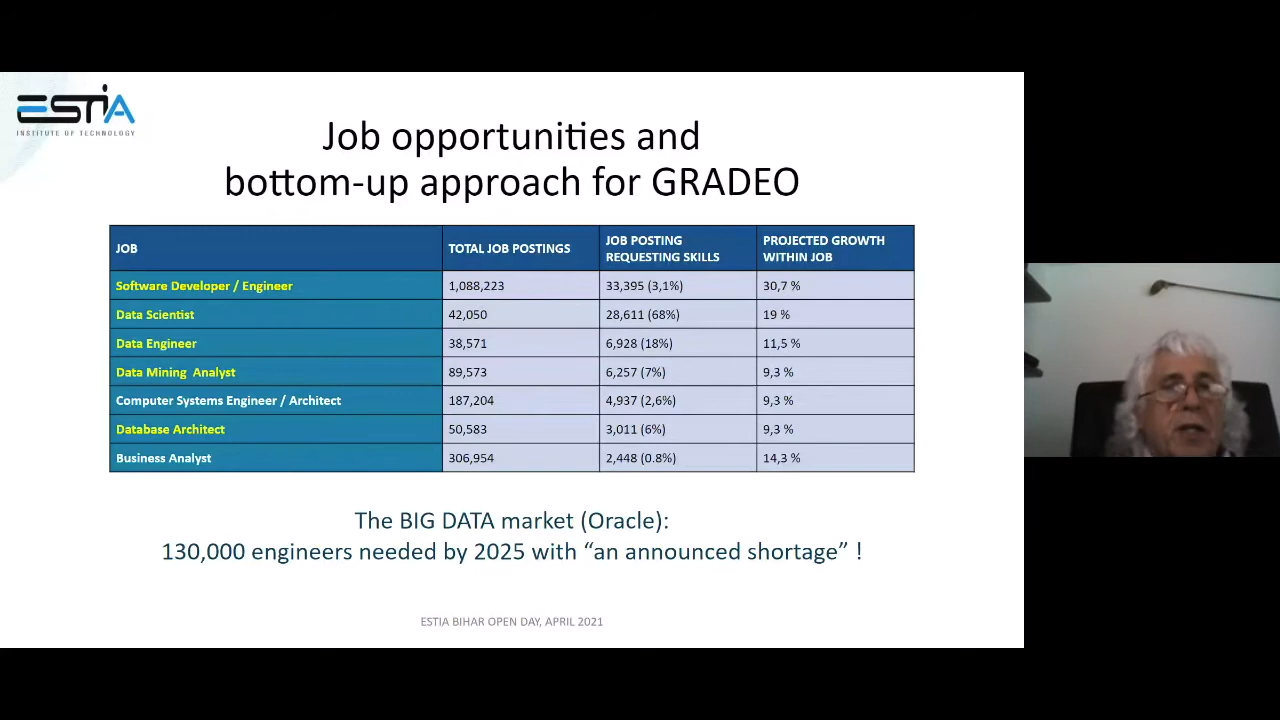 ESTIA
INSTITUTE OF TECHNOLOGY
Job opportunities and
bottom-up approach for GRADEO
JOB TOTAL JOB POSTINGS JOB POSTING REQUESTING SKILLS PROJECTED GROWTH WITHIN JOB
Software Developer / Engineer 1,088,223 33,395 (3,1%) 30,7 %
Data Scientist 42,050 28,611 (68%) 19 %
Data Engineer 38,571 6,928 (18%) 11,5 %
Data Mining Analyst 89,573 6,257 (7%) 9,3 %
Computer Systems Engineer / Architect 187,204 4,937 (2,6%) 9,3 %
Database Architect 50,583 3,011 (6%) 9,3 %
Business Analyst 306,954 2,448 (0.8%) 14,3 %
The BIG DATA market (Oracle):
130,000 engineers needed by 2025 with “an announced shortage” !
ESTIA BIHAR OPEN DAY, APRIL 2021